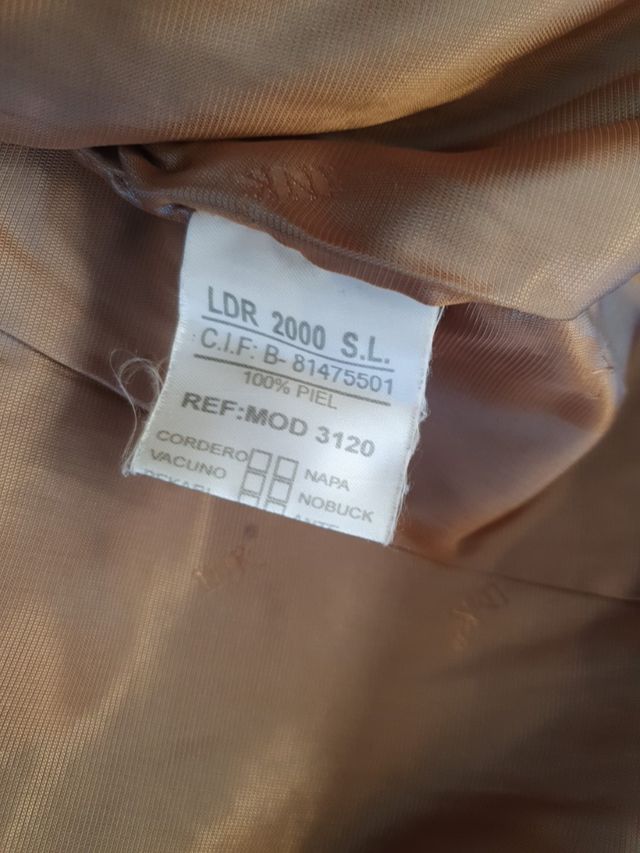 LDR 2000 S.L.
C.I.F: B- 81475501
100% PIEL
REF:MOD 3120
CORDERO
NAPA
VACUNO
NOBUCK